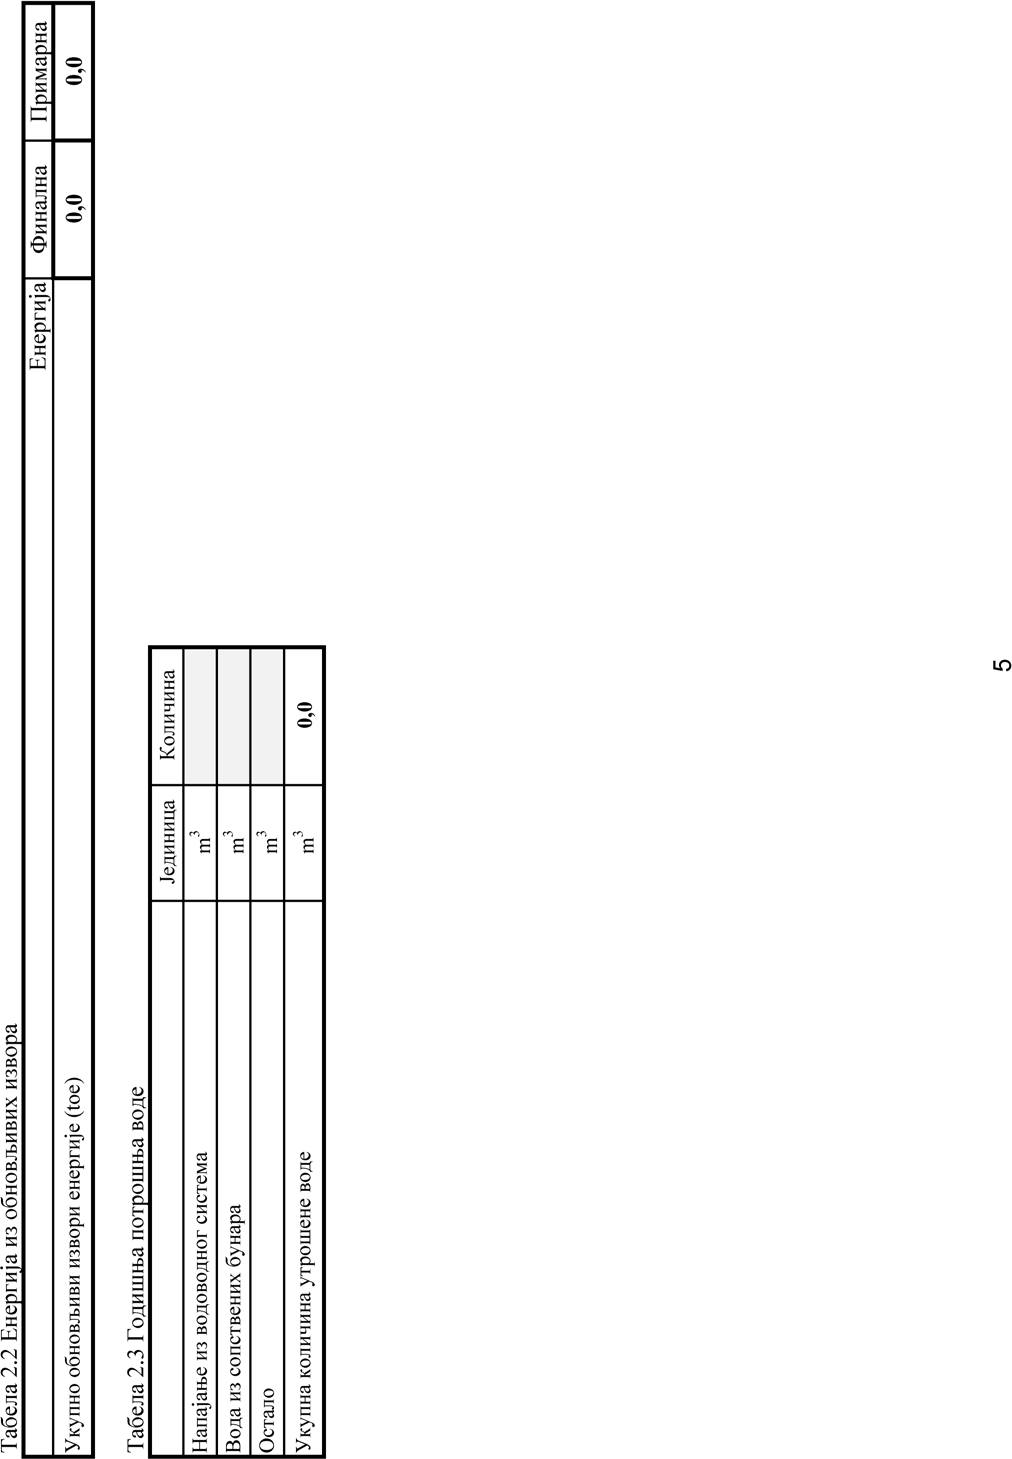 Табела 2.2 Енергија из обновљивих извора
Енергија Финална Примарна
Укупно обновљиви извори енергије (toe) 0,0 0,0
Табела 2.3 Годишња потрошња воде
Јединица Количина
Напајање из водоводног система m³
Вода из сопствених бунара m³
Остало m³
Укупна количина утрошене воде m³ 0,0
5